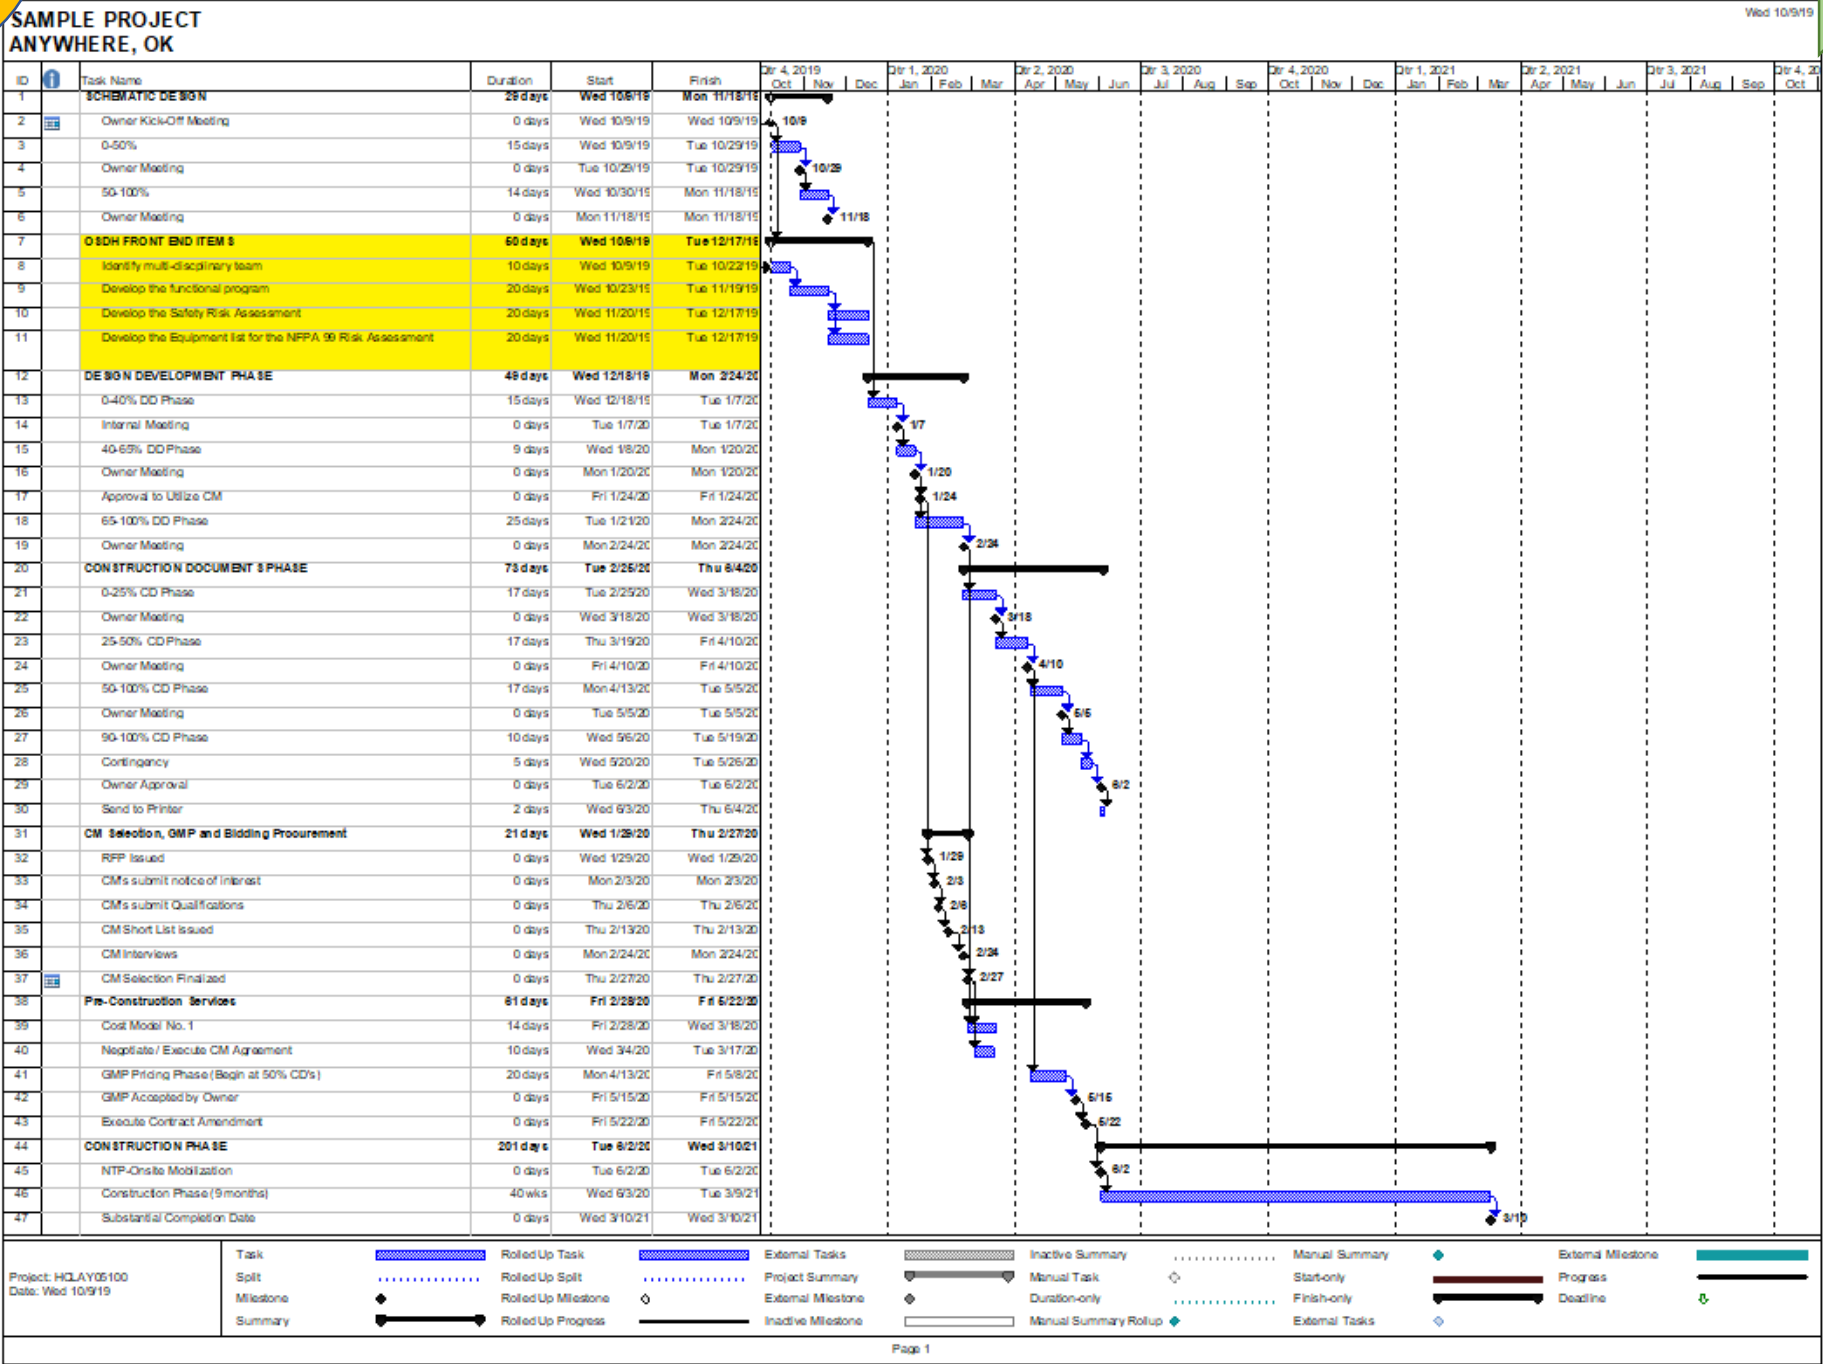 SAMPLE PROJECT
ANYWHERE, OK
Wed 10/9/19
ID Task Name Duration Start Finish
Qtr 4, 2019 Qtr 1, 2020 Qtr 2, 2020 Qtr 3, 2020 Qtr 4, 2020 Qtr 1, 2021 Qtr 2, 2021 Qtr 3, 2021 Qtr 4, 20
Oct Nov Dec Jan Feb Mar Apr May Jun Jul Aug Sep Oct Nov Dec Jan Feb Mar Apr May Jun Jul Aug Sep Oct
1 SCHEMATIC DESIGN 29 days Wed 10/9/19 Mon 11/18/19
2 Owner Kick-Off Meeting 0 days Wed 10/9/19 Wed 10/9/19 10/9
3 0-50% 15 days Wed 10/9/19 Tue 10/29/19
4 Owner Meeting 0 days Tue 10/29/19 Tue 10/29/19 10/29
5 50-100% 14 days Wed 10/30/19 Mon 11/18/19
6 Owner Meeting 0 days Mon 11/18/19 Mon 11/18/19 11/18
7 OSDH FRONT END ITEMS 50 days Wed 10/9/19 Tue 12/17/19
8 Identify multi-discplinary team 10 days Wed 10/9/19 Tue 10/22/19
9 Develop the functional program 20 days Wed 10/23/19 Tue 11/19/19
10 Develop the Safety Risk Assessment 20 days Wed 11/20/19 Tue 12/17/19
11 Develop the Equipment list for the NFPA 99 Risk Assessment 20 days Wed 11/20/19 Tue 12/17/19
12 DESIGN DEVELOPMENT PHASE 49 days Wed 12/18/19 Mon 2/24/20
13 0-40% DD Phase 15 days Wed 12/18/19 Tue 1/7/20
14 Internal Meeting 0 days Tue 1/7/20 Tue 1/7/20 1/7
15 40-65% DD Phase 9 days Wed 1/8/20 Mon 1/20/20
16 Owner Meeting 0 days Mon 1/20/20 Mon 1/20/20 1/20
17 Approval to Utilize CM 0 days Fri 1/24/20 Fri 1/24/20 1/24
18 65-100% DD Phase 25 days Tue 1/21/20 Mon 2/24/20
19 Owner Meeting 0 days Mon 2/24/20 Mon 2/24/20 2/24
20 CONSTRUCTION DOCUMENTS PHASE 73 days Tue 2/25/20 Thu 6/4/20
21 0-25% CD Phase 17 days Tue 2/25/20 Wed 3/18/20
22 Owner Meeting 0 days Wed 3/18/20 Wed 3/18/20 3/18
23 25-50% CD Phase 17 days Thu 3/19/20 Fri 4/10/20
24 Owner Meeting 0 days Fri 4/10/20 Fri 4/10/20 4/10
25 50-100% CD Phase 17 days Mon 4/13/20 Tue 5/5/20
26 Owner Meeting 0 days Tue 5/5/20 Tue 5/5/20 5/5
27 90-100% CD Phase 10 days Wed 5/6/20 Tue 5/19/20
28 Contingency 5 days Wed 5/20/20 Tue 5/26/20
29 Owner Approval 0 days Tue 6/2/20 Tue 6/2/20 6/2
30 Send to Printer 2 days Wed 6/3/20 Thu 6/4/20
31 CM Selection, GMP and Bidding Procurement 21 days Wed 1/29/20 Thu 2/27/20
32 RFP Issued 0 days Wed 1/29/20 Wed 1/29/20 1/29
33 CM's submit notice of interest 0 days Mon 2/3/20 Mon 2/3/20 2/3
34 CM's submit Qualifications 0 days Thu 2/6/20 Thu 2/6/20 2/6
35 CM Short List issued 0 days Thu 2/13/20 Thu 2/13/20 2/13
36 CM Interviews 0 days Mon 2/24/20 Mon 2/24/20 2/24
37 CM Selection Finalized 0 days Thu 2/27/20 Thu 2/27/20 2/27
38 Pre-Construction Services 61 days Fri 2/28/20 Fri 5/22/20
39 Cost Model No. 1 14 days Fri 2/28/20 Wed 3/18/20
40 Negotiate / Execute CM Agreement 10 days Wed 3/4/20 Tue 3/17/20
41 GMP Pricing Phase (Begin at 50% CD's) 20 days Mon 4/13/20 Fri 5/8/20
42 GMP Accepted by Owner 0 days Fri 5/15/20 Fri 5/15/20 5/15
43 Execute Contract Amendment 0 days Fri 5/22/20 Fri 5/22/20 5/22
44 CONSTRUCTION PHASE 201 days Tue 6/2/20 Wed 3/10/21
45 NTP-Onsite Mobilization 0 days Tue 6/2/20 Tue 6/2/20 6/2
46 Construction Phase (9 months) 40 wks Wed 6/3/20 Tue 3/9/21
47 Substantial Completion Date 0 days Wed 3/10/21 Wed 3/10/21 3/10
Project: HCLAY05100
Date: Wed 10/9/19
Task Rolled Up Task External Tasks Inactive Summary Manual Summary External Milestone
Split Rolled Up Split Project Summary Manual Task Start-only Progress
Milestone Rolled Up Milestone External Milestone Duration-only Finish-only Deadline
Summary Rolled Up Progress Inactive Milestone Manual Summary Rollup External Tasks
Page 1